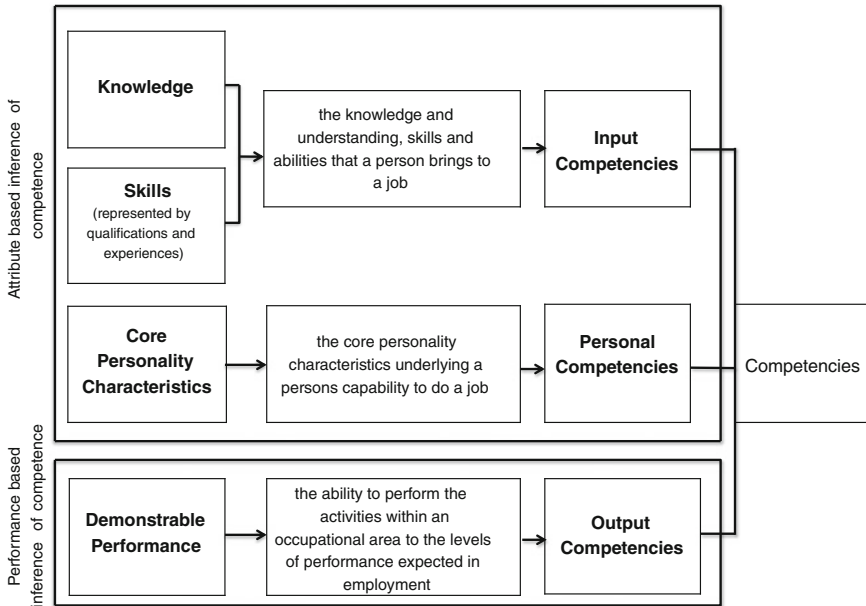 Attribute based inference of
competence
Knowledge
Skills
(represented by
qualifications and
experiences)
the knowledge and
understanding, skills and
abilities that a person brings to
a job
Input
Competencies
Core
Personality
Characteristics
the core personality
characteristics underlying a
persons capability to do a job
Personal
Competencies
Competencies
Performance based
inference of competence
Demonstrable
Performance
the ability to perform the
activities within an
occupational area to the levels
of performance expected in
employment
Output
Competencies